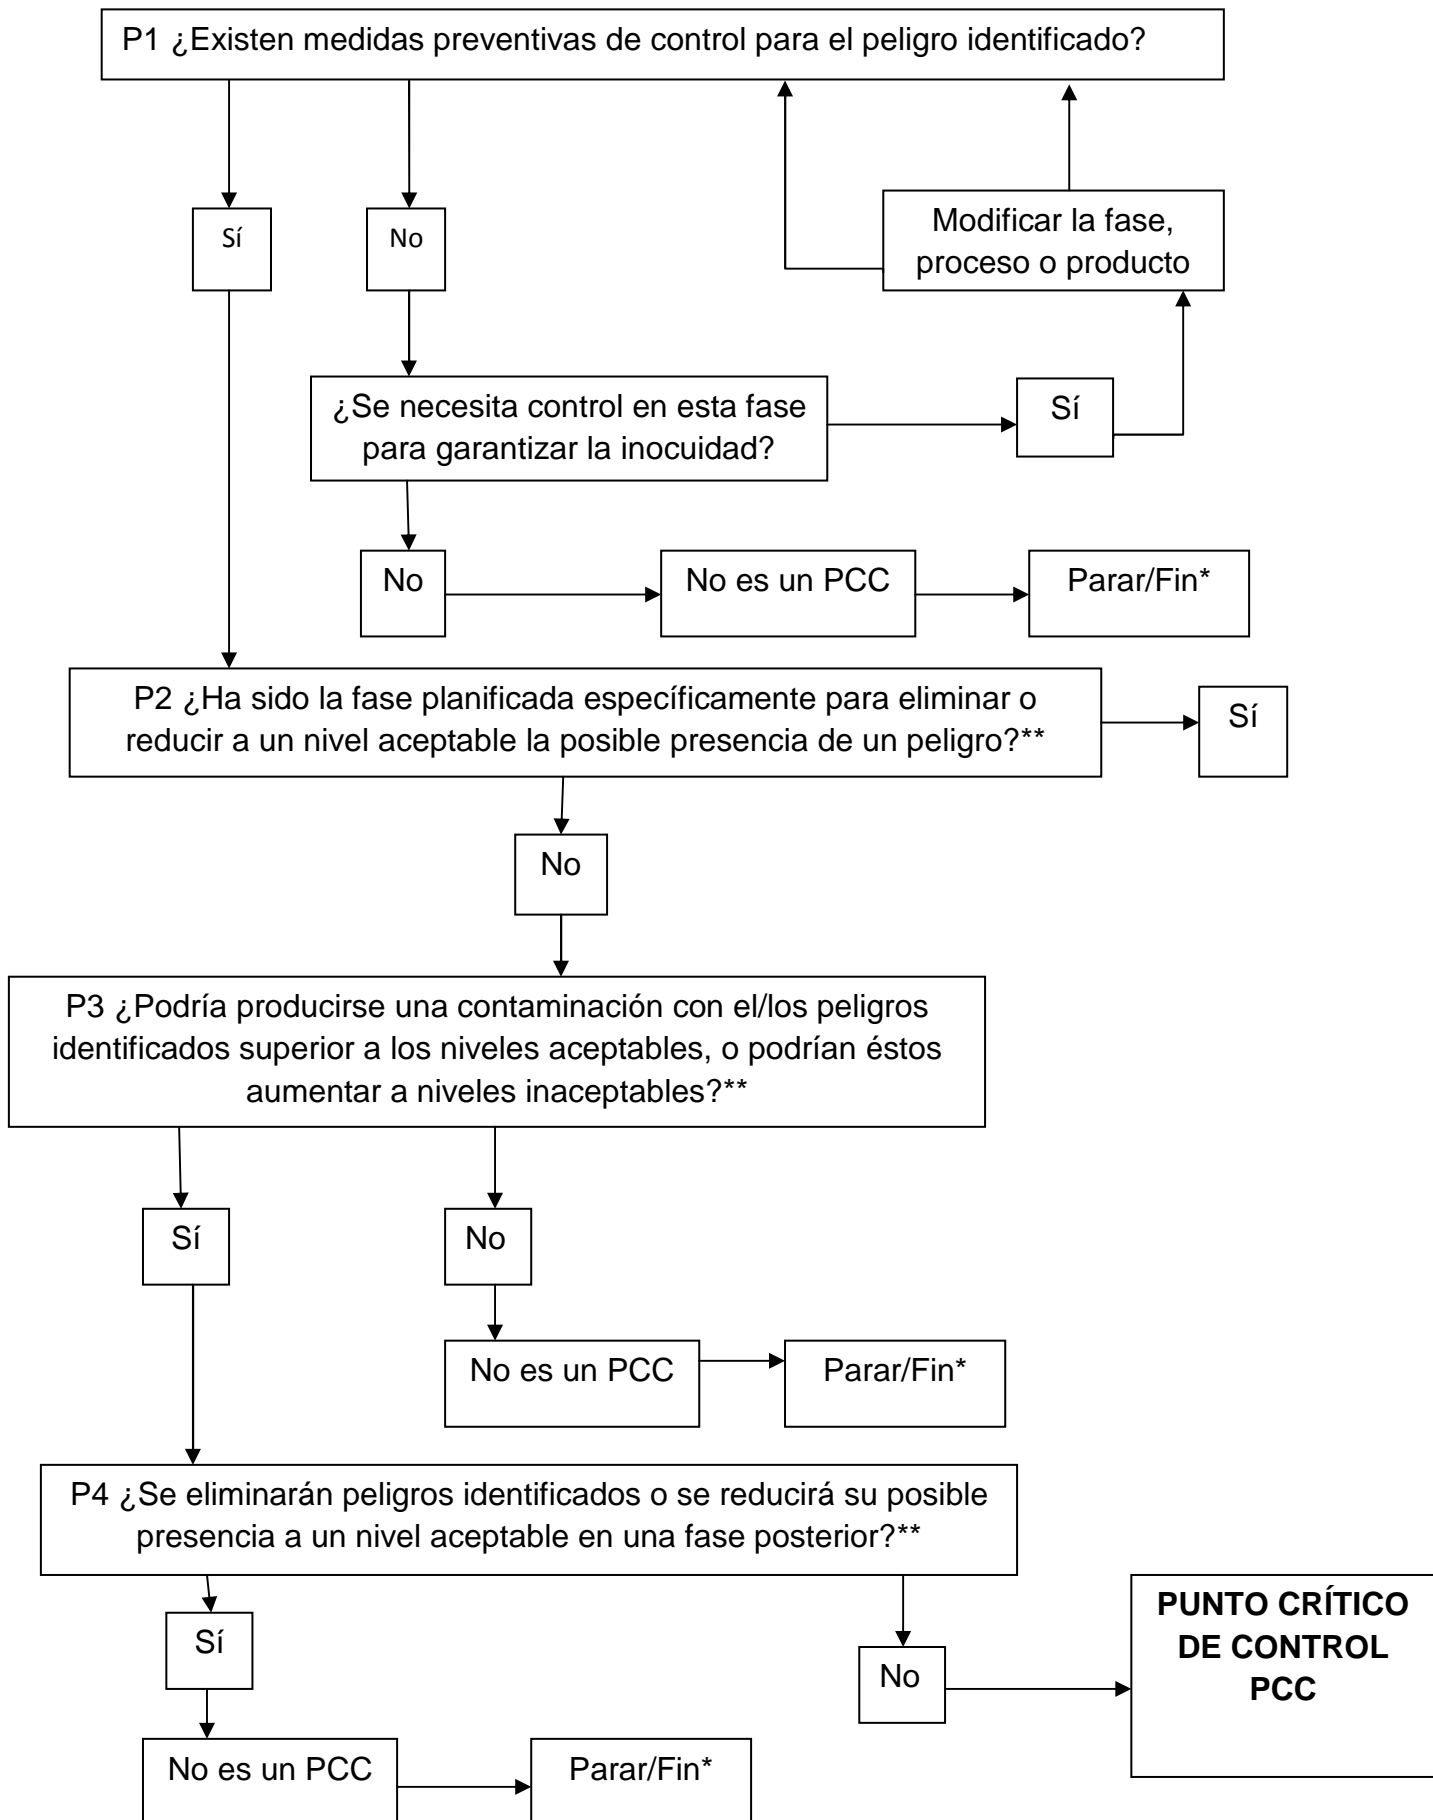 P1 ¿Existen medidas preventivas de control para el peligro identificado?
Sí
No
Modificar la fase,
proceso o producto
¿Se necesita control en esta fase
para garantizar la inocuidad?
Sí
No
No es un PCC
Parar/Fin*
P2 ¿Ha sido la fase planificada específicamente para eliminar o
reducir a un nivel aceptable la posible presencia de un peligro?**
Sí
No
P3 ¿Podría producirse una contaminación con el/los peligros
identificados superior a los niveles aceptables, o podrían éstos
aumentar a niveles inaceptables?**
Sí
No
No es un PCC
Parar/Fin*
P4 ¿Se eliminarán peligros identificados o se reducirá su posible
presencia a un nivel aceptable en una fase posterior?**
Sí
No
PUNTO CRÍTICO
DE CONTROL
PCC
No es un PCC
Parar/Fin*